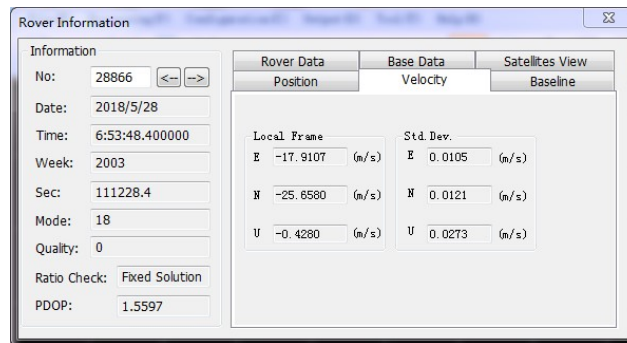 Rover Information
Information
No: 28866 <-- -->
Date: 2018/5/28
Time: 6:53:48.400000
Week: 2003
Sec: 111228.4
Mode: 18
Quality: 0
Ratio Check: Fixed Solution
PDOP: 1.5597
Rover Data Base Data Satellites View
Position Velocity Baseline
Local Frame Std. Dev.
E -17.9107 (m/s) E 0.0105 (m/s)
N -25.6580 (m/s) N 0.0121 (m/s)
U -0.4280 (m/s) U 0.0273 (m/s)